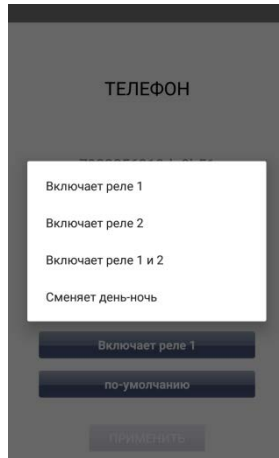 ТЕЛЕФОН
Включает реле 1
Включает реле 2
Включает реле 1 и 2
Сменяет день-ночь
Включает реле 1
по-умолчанию
ПРИМЕНИТЬ